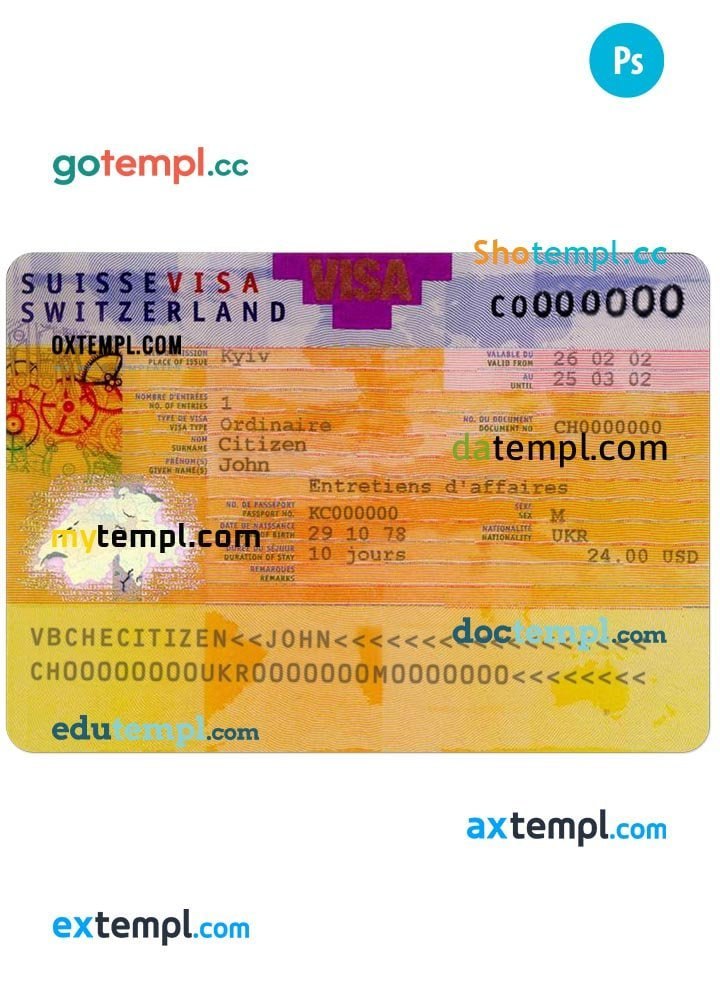 Ps
gotempl.cc
Shotempl.cc
SUISSE VISA
VISA
SWITZERLAND
C0000000
OXTEMPL.COM
PLACE OF ISSUE Kyiv
VALABLE DU
VALID FROM 26 02 02
AU
UNTIL 25 03 02
NOMBRE D'ENTRÉES
NO. OF ENTRIES 1
TYPE DE VISA
VISA TYPE Ordinaire
NO. DU DOCUMENT
DOCUMENT NO CH0000000
NOM
SURNAME Citizen
datempl.com
PRÉNOM(S)
GIVEN NAME(S) John
Entretiens d'affaires
NO. DE PASSEPORT
PASSPORT NO. KC000000
SEXE
SEX M
mytempl.com
DATE DE NAISSANCE
OF BIRTH 29 10 78
NATIONALITÉ
NATIONALITY UKR
DURÉE DU SÉJOUR
DURATION OF STAY 10 jours
24.00 USD
REMARQUES
REMARKS
doctempl.com
VBCHECITIZEN<<JOHN<<<<<<<<<<<<<<<<<<
CH00000000UKR0000000M0000000<<<<<<<<
edutempl.com
axtempl.com
extempl.com